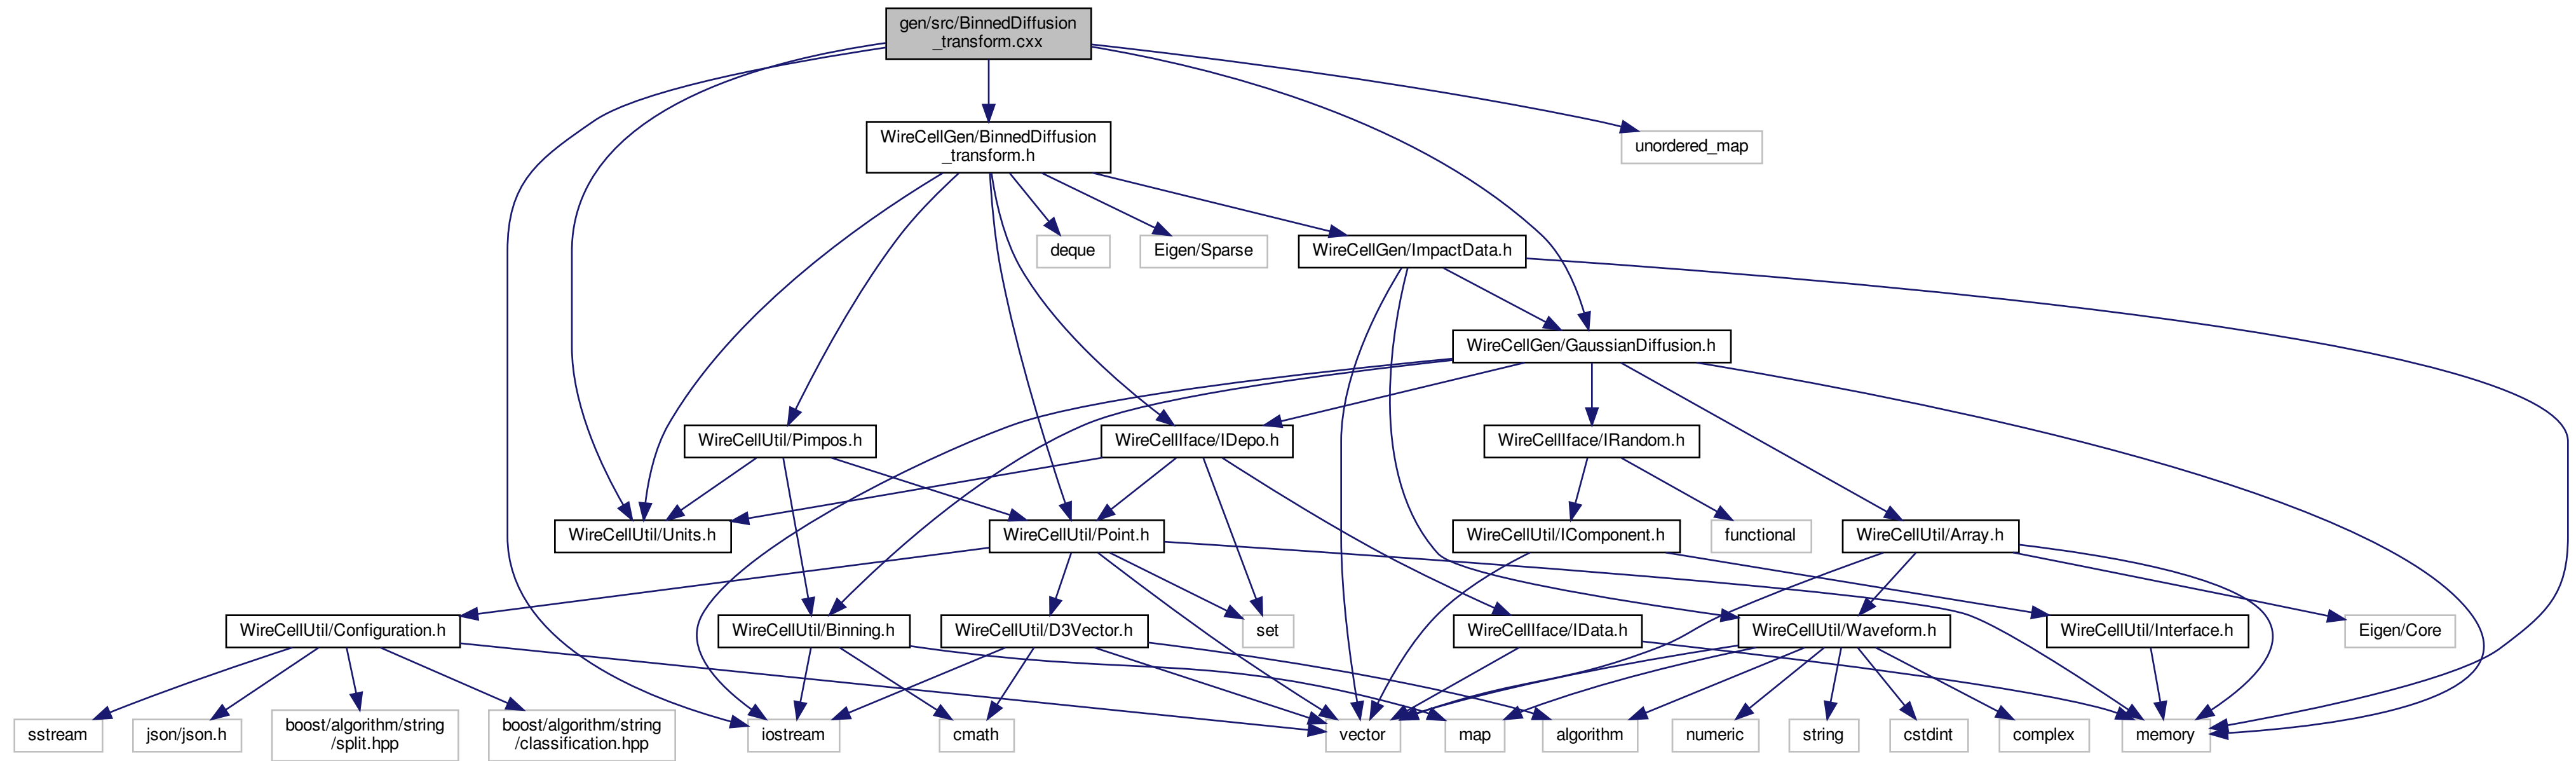 gen/src/BinnedDiffusion
_transform.cxx
WireCellGen/BinnedDiffusion
_transform.h
unordered_map
deque
Eigen/Sparse
WireCellGen/ImpactData.h
WireCellGen/GaussianDiffusion.h
WireCellUtil/Pimpos.h
WireCellIface/IDepo.h
WireCellIface/IRandom.h
WireCellUtil/Units.h
WireCellUtil/Point.h
WireCellUtil/IComponent.h
functional
WireCellUtil/Array.h
WireCellUtil/Configuration.h
WireCellUtil/Binning.h
WireCellUtil/D3Vector.h
set
WireCellIface/IData.h
WireCellUtil/Waveform.h
WireCellUtil/Interface.h
Eigen/Core
sstream
json/json.h
boost/algorithm/string
/split.hpp
boost/algorithm/string
/classification.hpp
iostream
cmath
vector
map
algorithm
numeric
string
cstdint
complex
memory